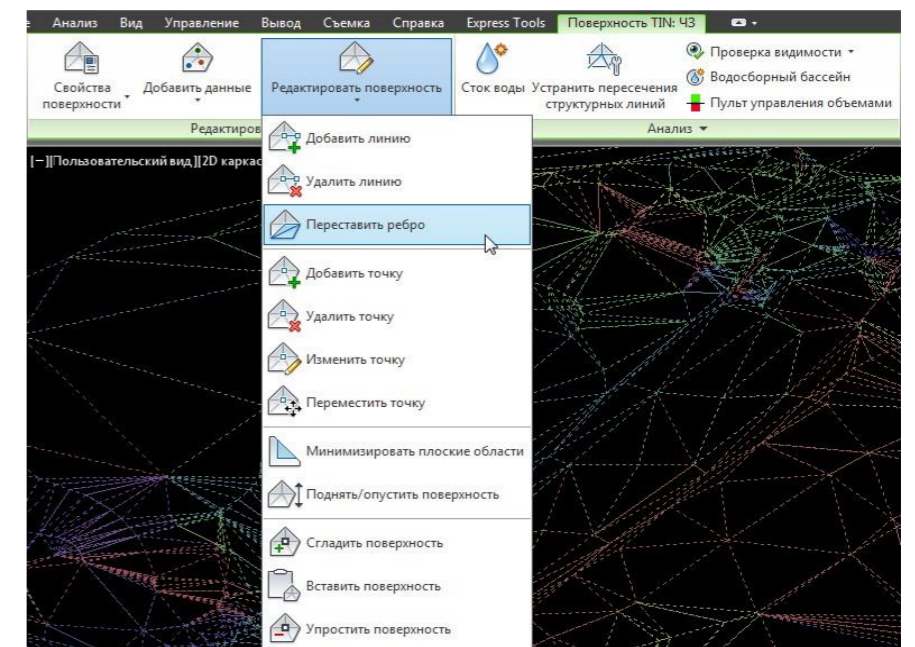 Анализ Вид Управление Вывод Съемка Справка Express Tools Поверхность TIN: ЧЗ
Свойства поверхности
Добавить данные
Редактировать поверхность
Сток воды
Устранить пересечения структурных линий
Проверка видимости
Водосборный бассейн
Пульт управления объемами
Редактиров
Анализ
[−][Пользовательский вид][2D каркас
Добавить линию
Удалить линию
Переставить ребро
Добавить точку
Удалить точку
Изменить точку
Переместить точку
Минимизировать плоские области
Поднять/опустить поверхность
Сгладить поверхность
Вставить поверхность
Упростить поверхность